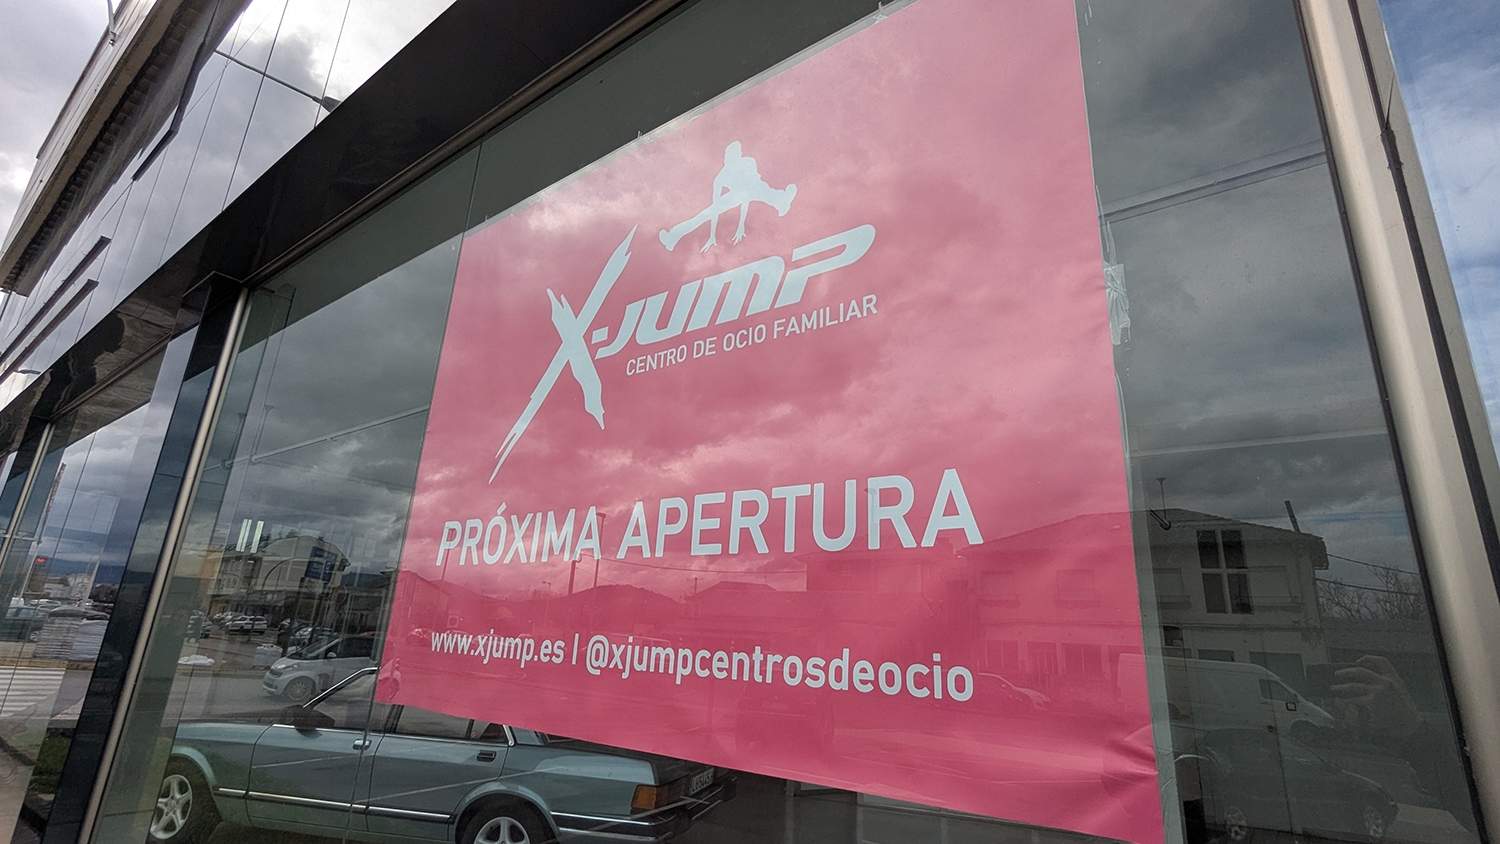 X-JUMP
CENTRO DE OCIO FAMILIAR
PRÓXIMA APERTURA
www.xjump.es | @xjumpcentrosdeocio